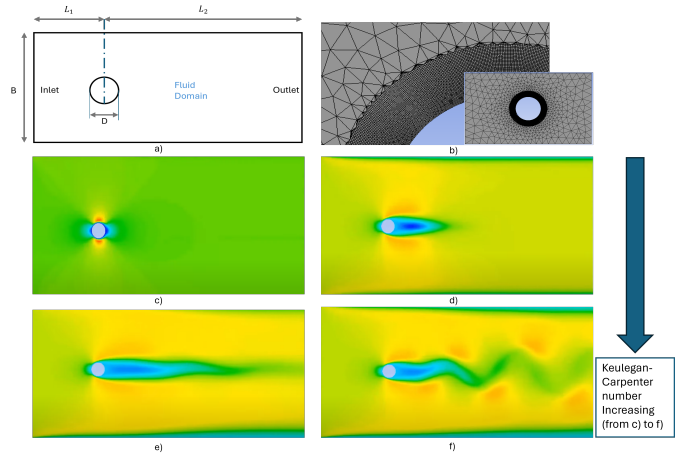 L₁
L₂
B
Inlet
Fluid
Domain
Outlet
D
a)
b)
c)
d)
e)
f)
Keulegan-
Carpenter
number
Increasing
(from c) to f)